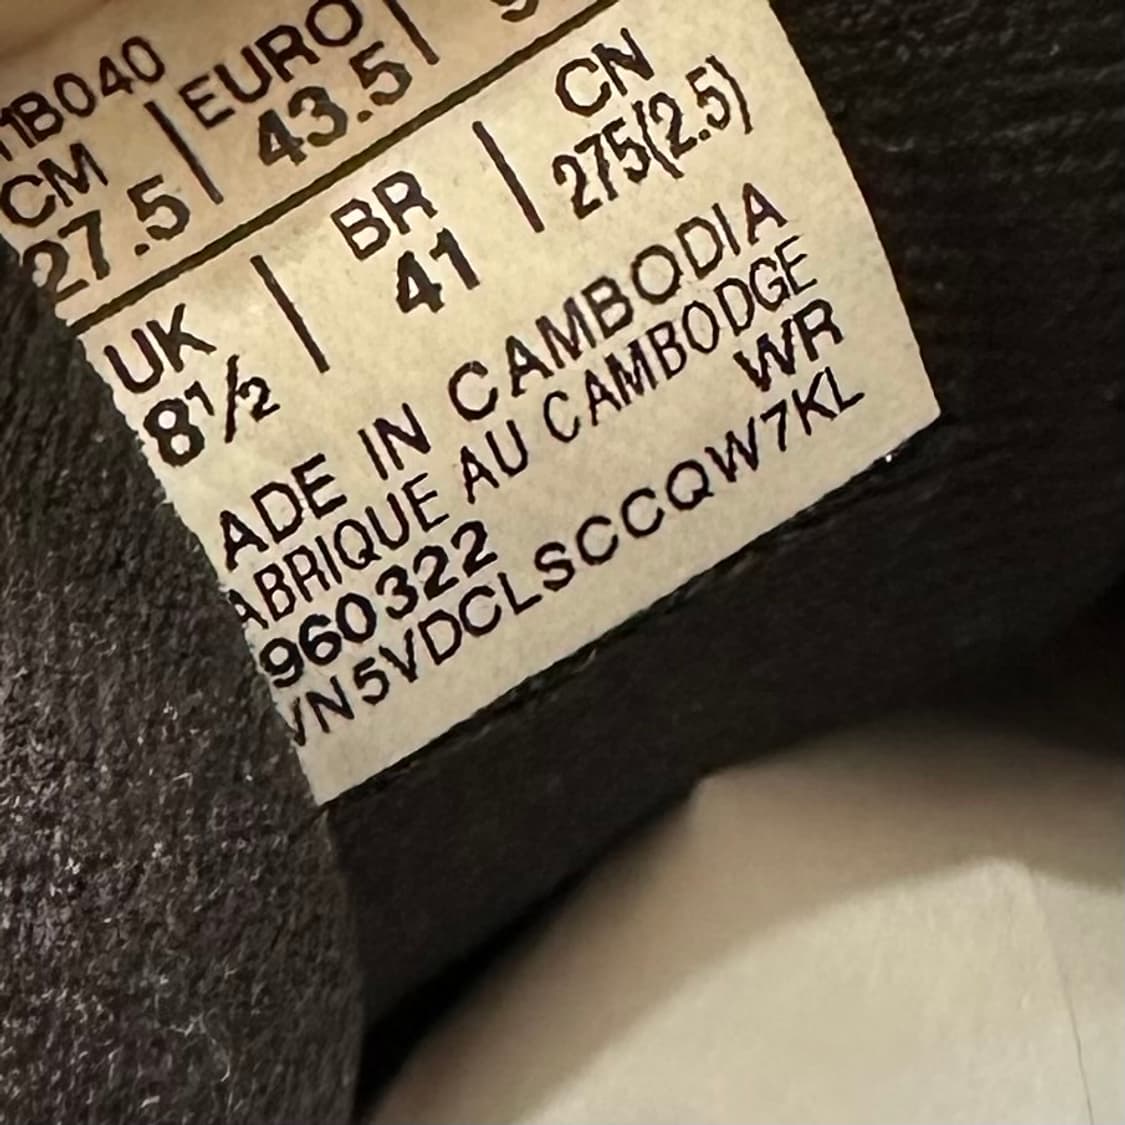 11B040
CM | EURO |
27.5 43.5
UK | BR | CN
8½ 41 275(2.5)
ADE IN CAMBODIA
ABRIQUE AU CAMBODGE
WR
960322
VN5VDCLSCCQW7KL